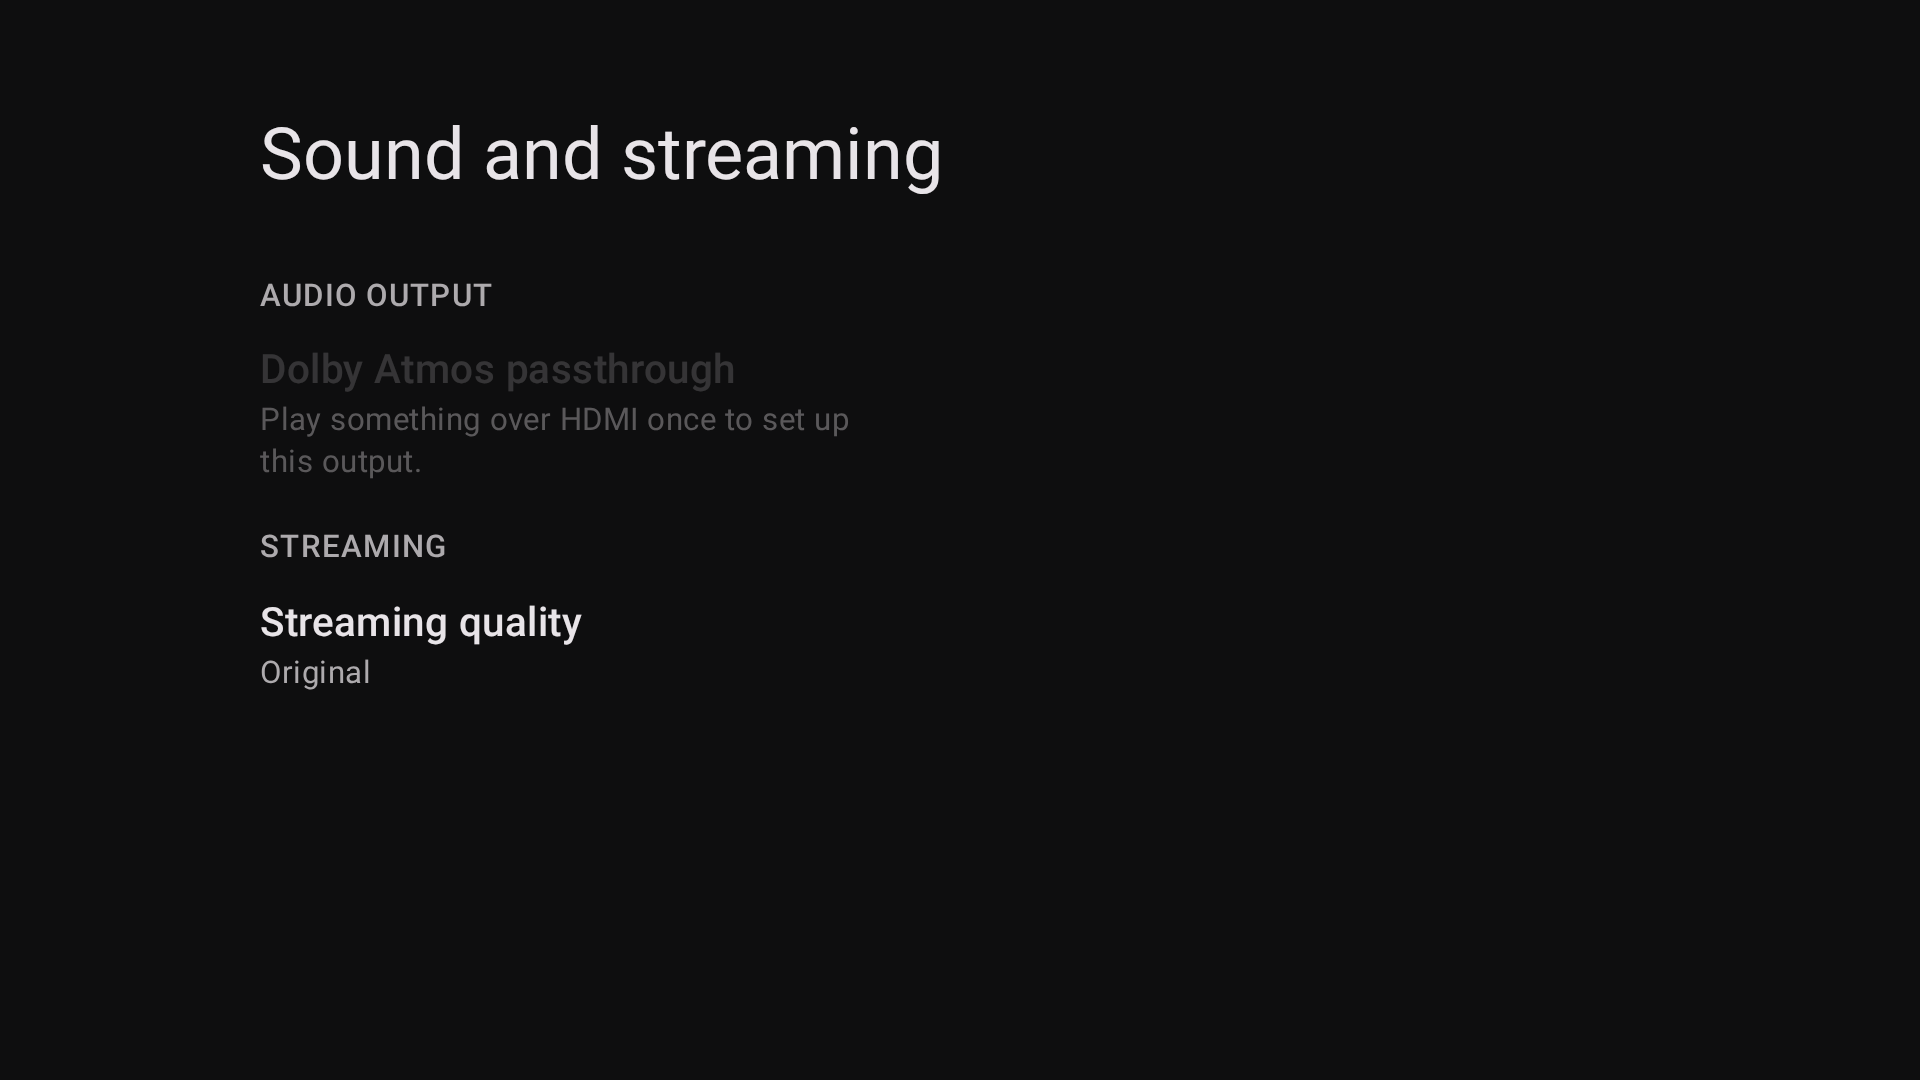 Sound and streaming
AUDIO OUTPUT
Dolby Atmos passthrough
Play something over HDMI once to set up
this output.
STREAMING
Streaming quality
Original